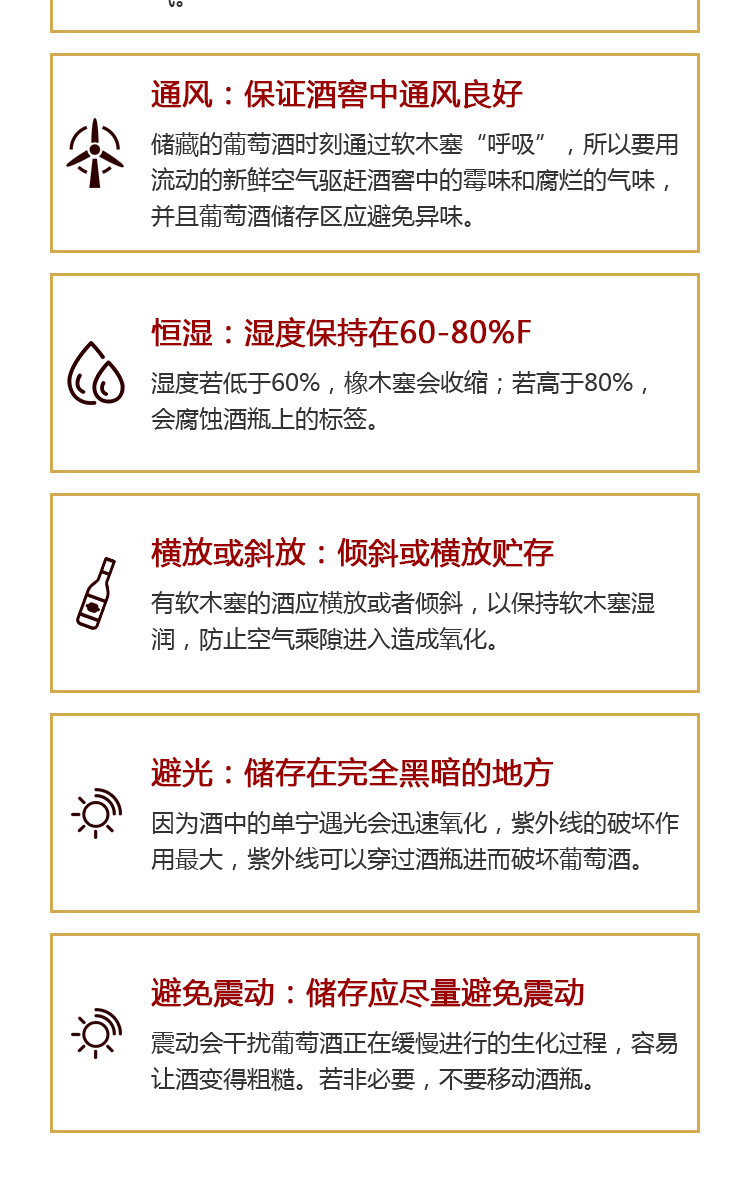 通风：保证酒窖中通风良好
储藏的葡萄酒时刻通过软木塞“呼吸”，所以要用
流动的新鲜空气驱赶酒窖中的霉味和腐烂的气味，
并且葡萄酒储存区应避免异味。
恒湿：湿度保持在60-80%F
湿度若低于60%，橡木塞会收缩；若高于80%，
会腐蚀酒瓶上的标签。
横放或斜放：倾斜或横放贮存
有软木塞的酒应横放或者倾斜，以保持软木塞湿
润，防止空气乘隙进入造成氧化。
避光：储存在完全黑暗的地方
因为酒中的单宁遇光会迅速氧化，紫外线的破坏作
用最大，紫外线可以穿过酒瓶进而破坏葡萄酒。
避免震动：储存应尽量避免震动
震动会干扰葡萄酒正在缓慢进行的生化过程，容易
让酒变得粗糙。若非必要，不要移动酒瓶。